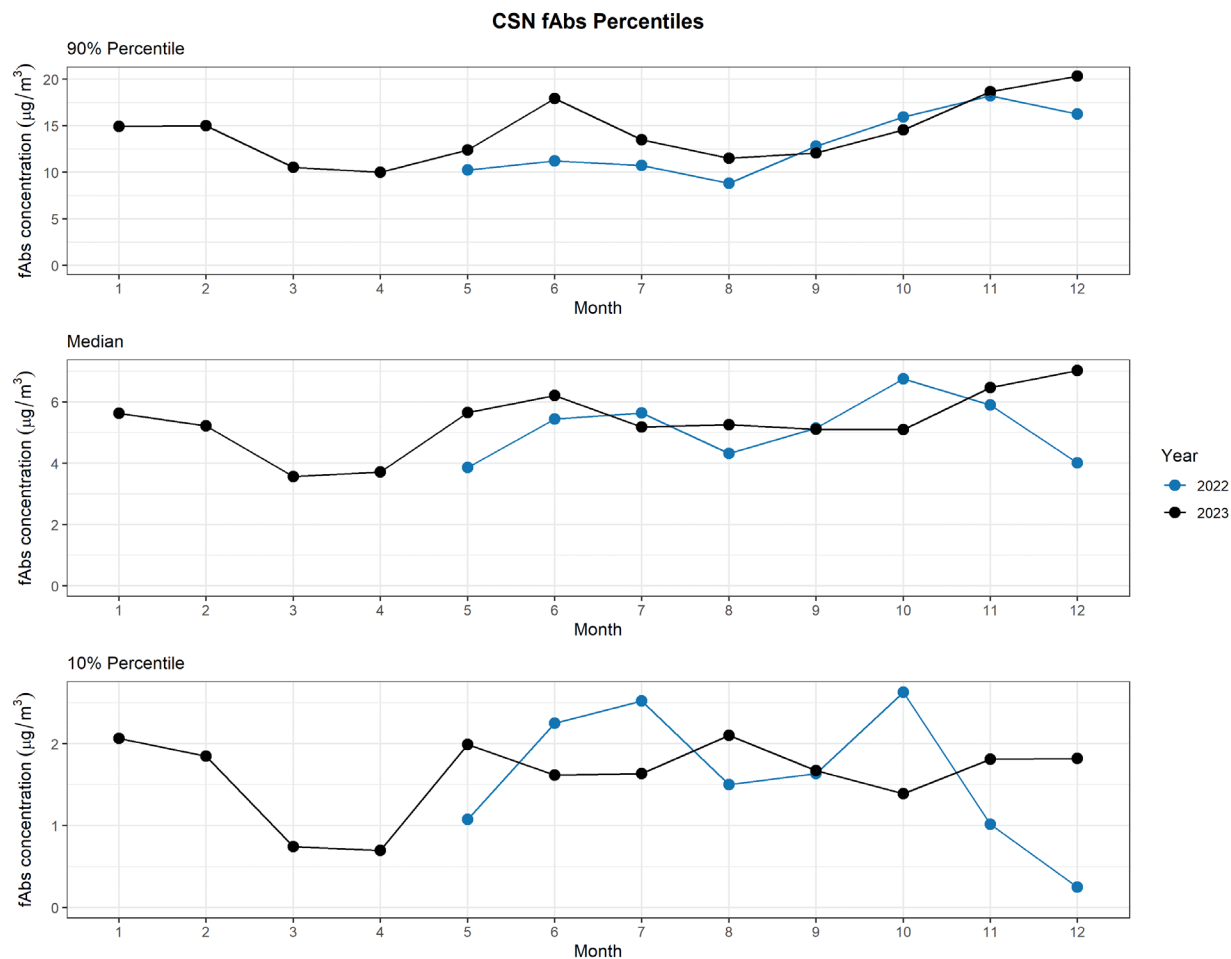 CSN fAbs Percentiles
90% Percentile
fAbs concentration (μg/m³)
20
15
10
5
0
1 2 3 4 5 6 7 8 9 10 11 12
Month
Median
fAbs concentration (μg/m³)
6
4
2
0
1 2 3 4 5 6 7 8 9 10 11 12
Month
Year
2022
2023
10% Percentile
fAbs concentration (μg/m³)
2
1
0
1 2 3 4 5 6 7 8 9 10 11 12
Month